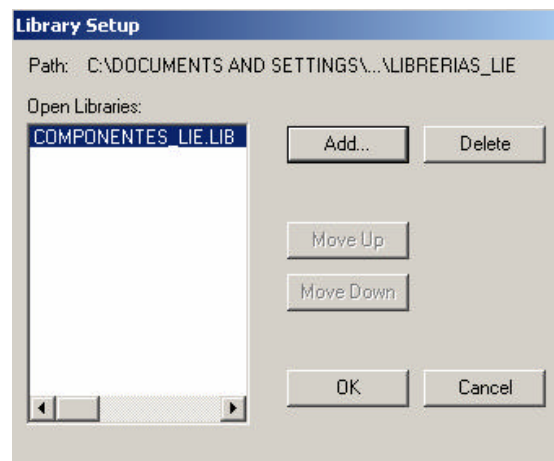 Library Setup
Path: C:\DOCUMENTS AND SETTINGS\...\LIBRERIAS_LIE
Open Libraries:
COMPONENTES_LIE.LIB
Add...
Delete
Move Up
Move Down
OK
Cancel